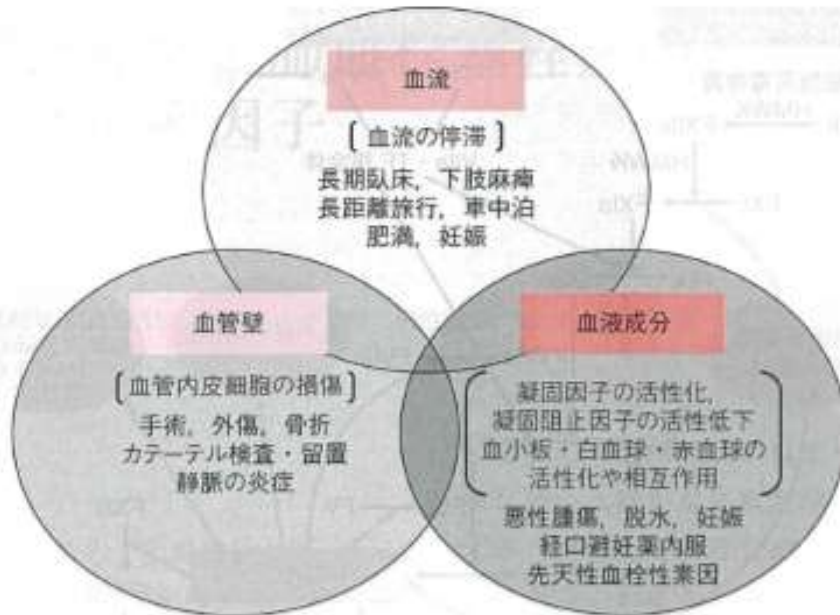 血流
〔血流の停滞〕
長期臥床，下肢麻痺
長距離旅行，車中泊
肥満，妊娠
血管壁
〔血管内皮細胞の損傷〕
手術，外傷，骨折
カテーテル検査・留置
静脈の炎症
血液成分
凝固因子の活性化，
凝固阻止因子の活性低下
血小板・白血球・赤血球の
活性化や相互作用
悪性腫瘍，脱水，妊娠
経口避妊薬内服
先天性血栓性素因